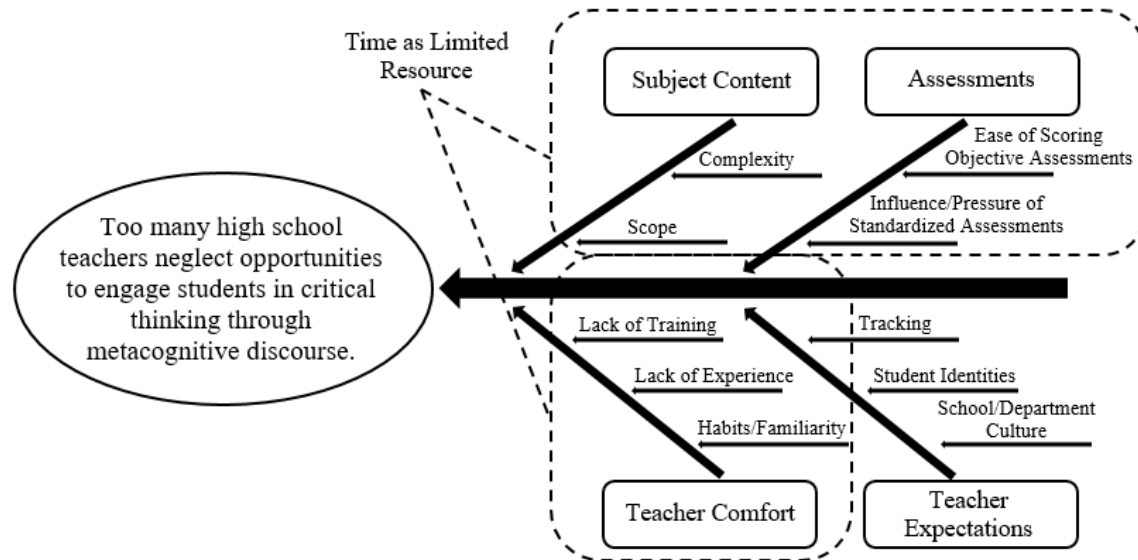 Time as Limited
Resource
Subject Content
Assessments
Complexity
Ease of Scoring
Objective Assessments
Scope
Influence/Pressure of
Standardized Assessments
Too many high school
teachers neglect opportunities
to engage students in critical
thinking through
metacognitive discourse.
Lack of Training
Tracking
Lack of Experience
Student Identities
Habits/Familiarity
School/Department
Culture
Teacher Comfort
Teacher
Expectations